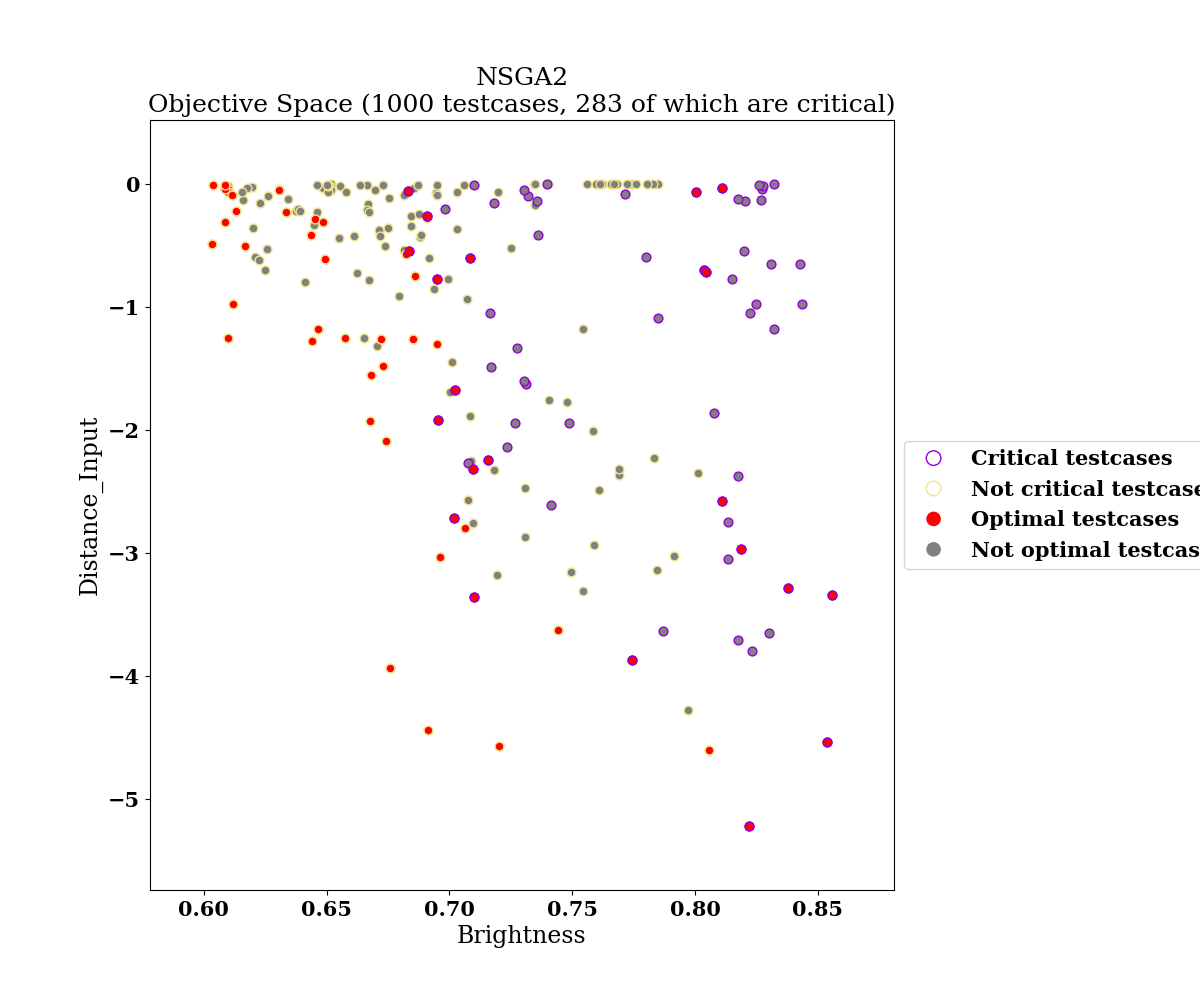 NSGA2
Objective Space (1000 testcases, 283 of which are critical)
0
−1
−2
−3
−4
−5
Distance_Input
0.60 0.65 0.70 0.75 0.80 0.85
Brightness
Critical testcases
Not critical testcase
Optimal testcases
Not optimal testcas